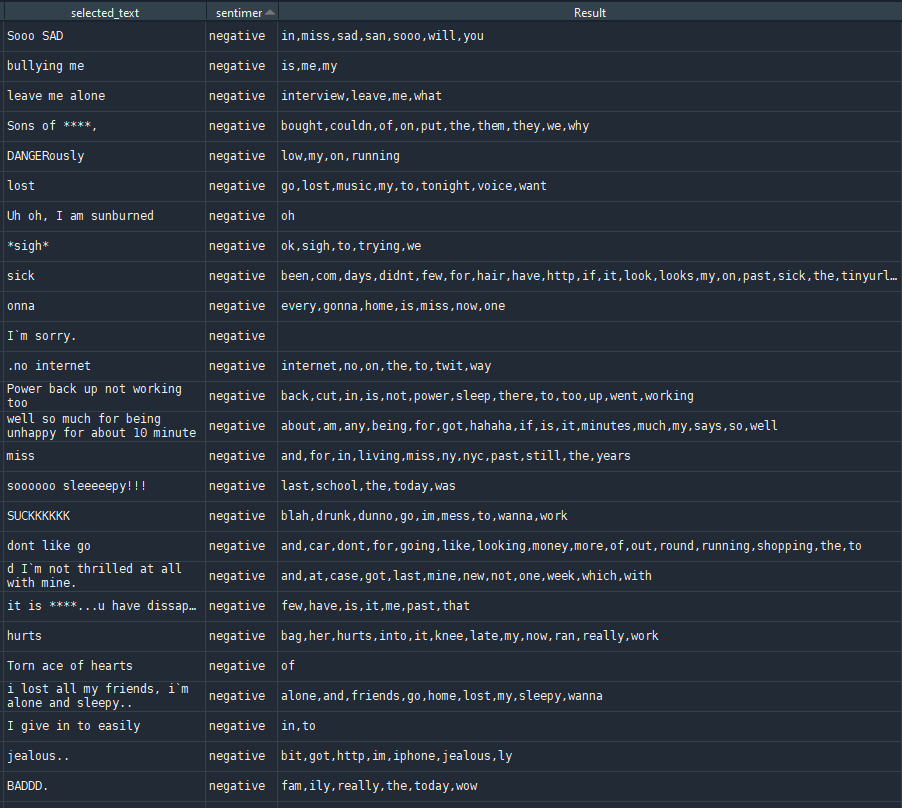 selected_text sentimer Result
Sooo SAD negative in,miss,sad,san,sooo,will,you
bullying me negative is,me,my
leave me alone negative interview,leave,me,what
Sons of ****, negative bought,couldn,of,on,put,the,them,they,we,why
DANGERously negative low,my,on,running
lost negative go,lost,music,my,to,tonight,voice,want
Uh oh, I am sunburned negative oh
*sigh* negative ok,sigh,to,trying,we
sick negative been,com,days,didnt,few,for,hair,have,http,if,it,look,looks,my,on,past,sick,the,tinyurl…
onna negative every,gonna,home,is,miss,now,one
I`m sorry. negative
.no internet negative internet,no,on,the,to,twit,way
Power back up not working
too
negative back,cut,in,is,not,power,sleep,there,to,too,up,went,working
well so much for being
unhappy for about 10 minute
negative about,am,any,being,for,got,hahaha,if,is,it,minutes,much,my,says,so,well
miss negative and,for,in,living,miss,ny,nyc,past,still,the,years
soooooo sleeeeepy!!! negative last,school,the,today,was
SUCKKKKKK negative blah,drunk,dunno,go,im,mess,to,wanna,work
dont like go negative and,car,dont,for,going,like,looking,money,more,of,out,round,running,shopping,the,to
d I`m not thrilled at all
with mine.
negative and,at,case,got,last,mine,new,not,one,week,which,with
it is ****...u have dissap… negative few,have,is,it,me,past,that
hurts negative bag,her,hurts,into,it,knee,late,my,now,ran,really,work
Torn ace of hearts negative of
i lost all my friends, i`m
alone and sleepy..
negative alone,and,friends,go,home,lost,my,sleepy,wanna
I give in to easily negative in,to
jealous.. negative bit,got,http,im,iphone,jealous,ly
BADDD. negative fam,ily,really,the,today,wow